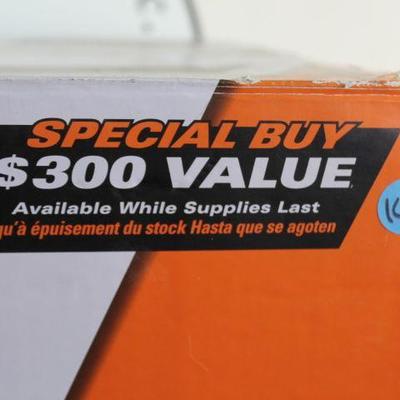 SPECIAL BUY
$300 VALUE
Available While Supplies Last
qu'à épuisement du stock Hasta que se agoten